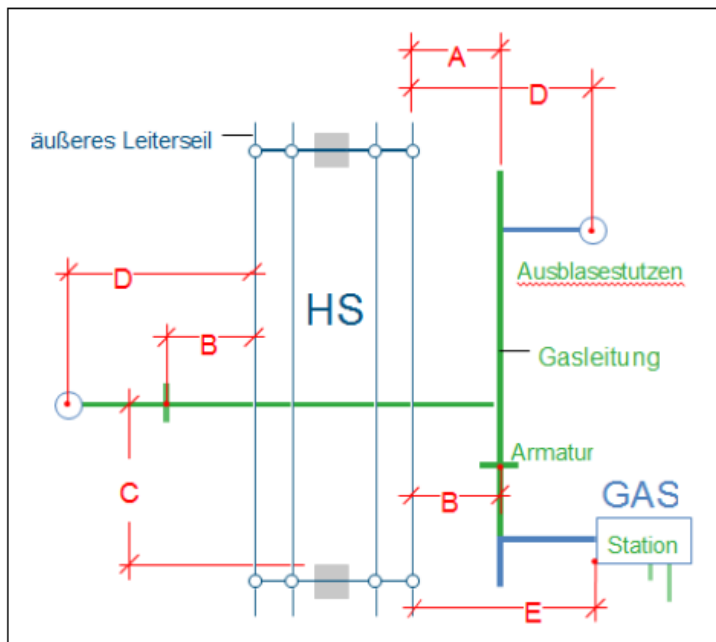 A
D
äußeres Leiterseil
D
Ausblasestutzen
HS
B
Gasleitung
Armatur
C
B
GAS
Station
E